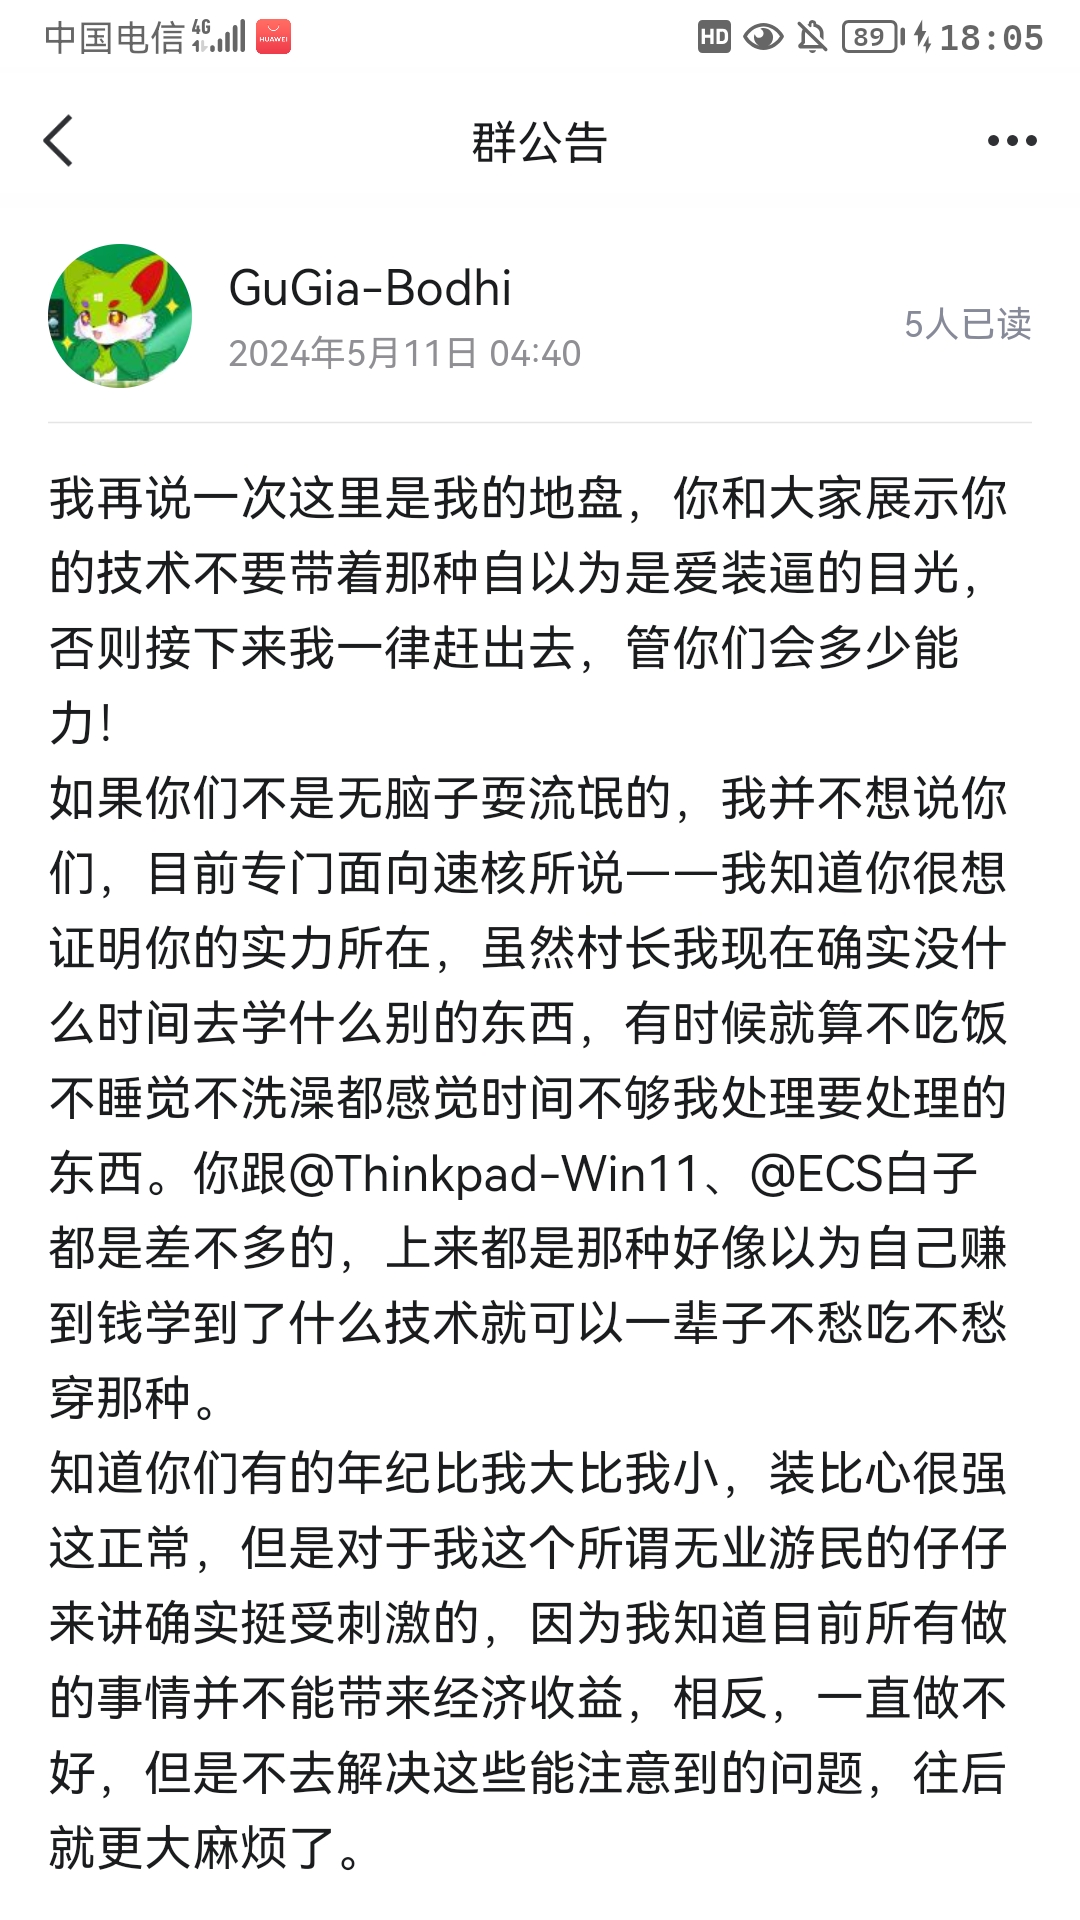 中国电信 4G HUAWEI HD 89 18:05
群公告
GuGia-Bodhi
2024年5月11日 04:40
5人已读
我再说一次这里是我的地盘，你和大家展示你
的技术不要带着那种自以为是爱装逼的目光，
否则接下来我一律赶出去，管你们会多少能
力！
如果你们不是无脑子耍流氓的，我并不想说你
们，目前专门面向速核所说——我知道你很想
证明你的实力所在，虽然村长我现在确实没什
么时间去学什么别的东西，有时候就算不吃饭
不睡觉不洗澡都感觉时间不够我处理要处理的
东西。你跟@Thinkpad-Win11、@ECS白子
都是差不多的，上来都是那种好像以为自己赚
到钱学到了什么技术就可以一辈子不愁吃不愁
穿那种。
知道你们有的年纪比我大比我小，装比心很强
这正常，但是对于我这个所谓无业游民的仔仔
来讲确实挺受刺激的，因为我知道目前所有做
的事情并不能带来经济收益，相反，一直做不
好，但是不去解决这些能注意到的问题，往后
就更大麻烦了。